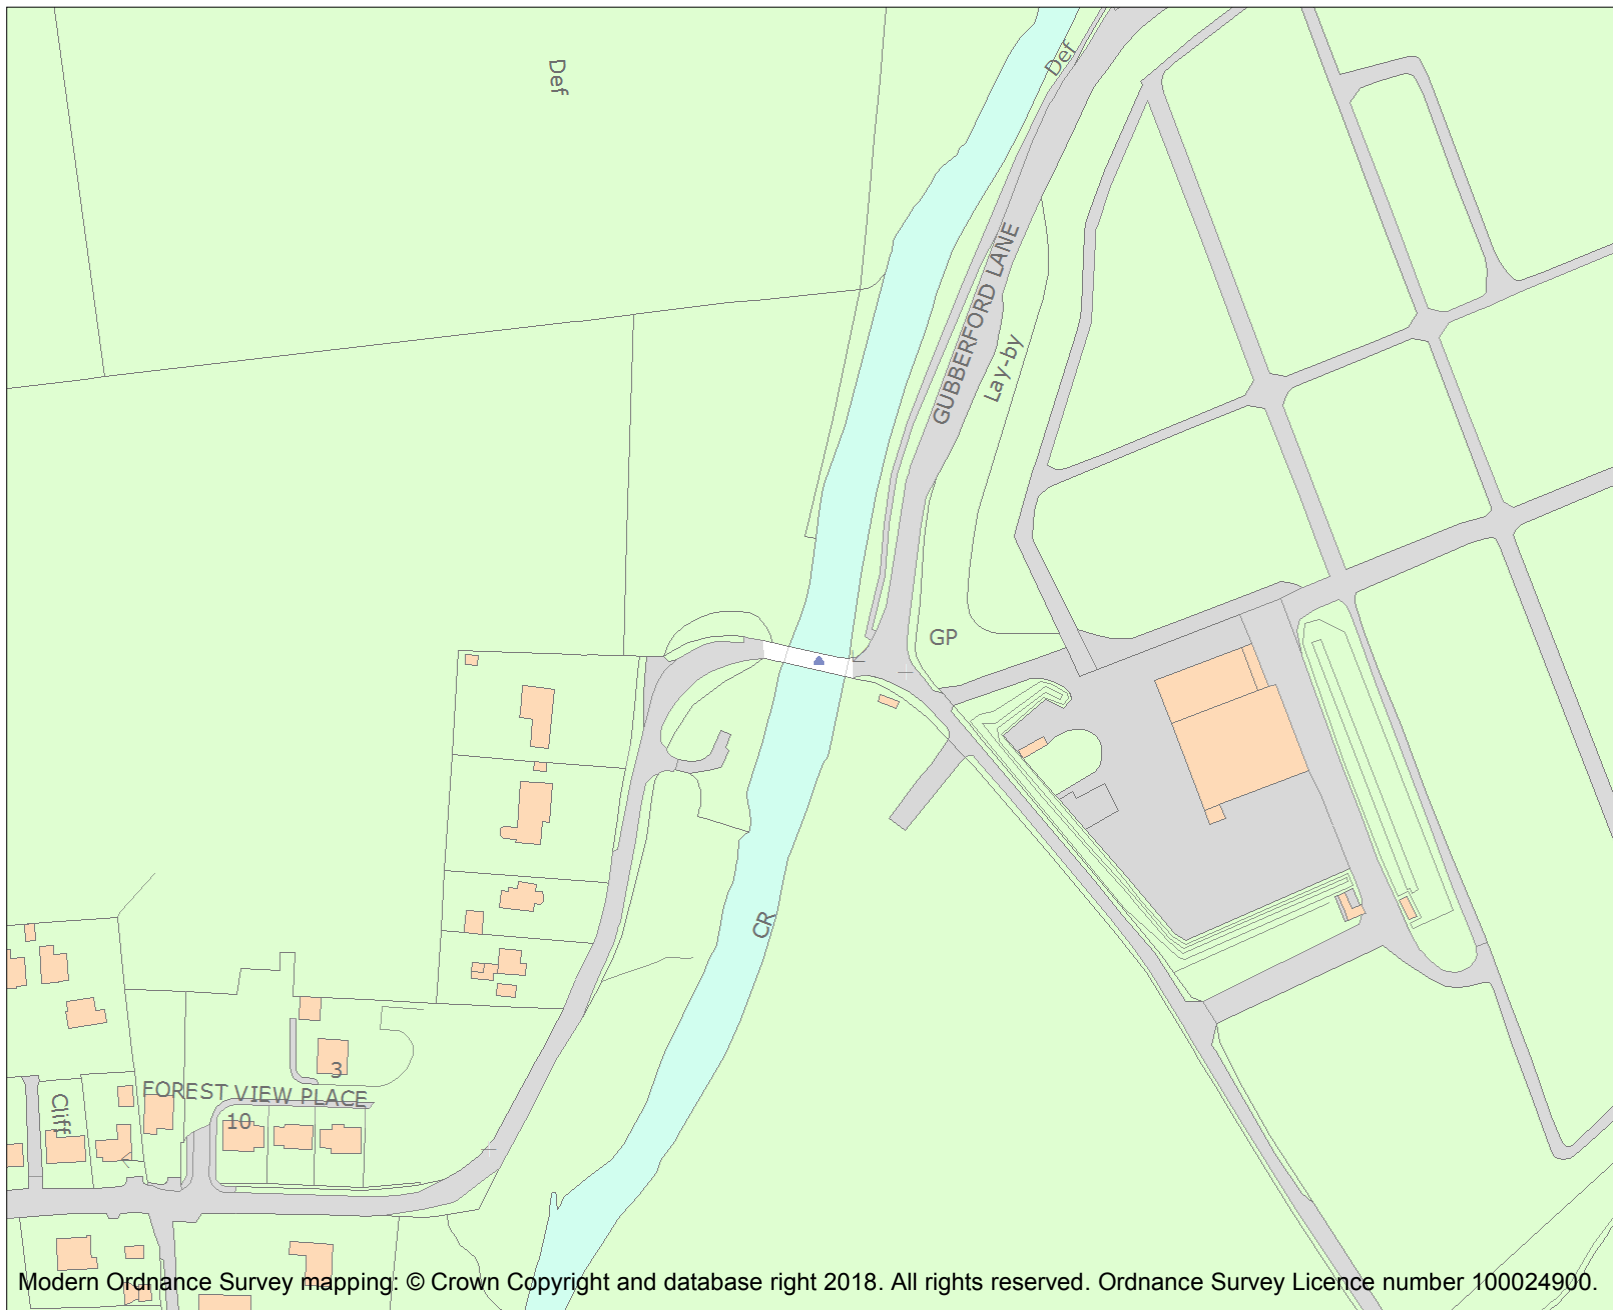 Def
Def
GUBBERFORD LANE
Lay-by
GP
CR
3
FOREST VIEW PLACE
10
Cliff
Modern Ordnance Survey mapping: © Crown Copyright and database right 2018. All rights reserved. Ordnance Survey Licence number 100024900.